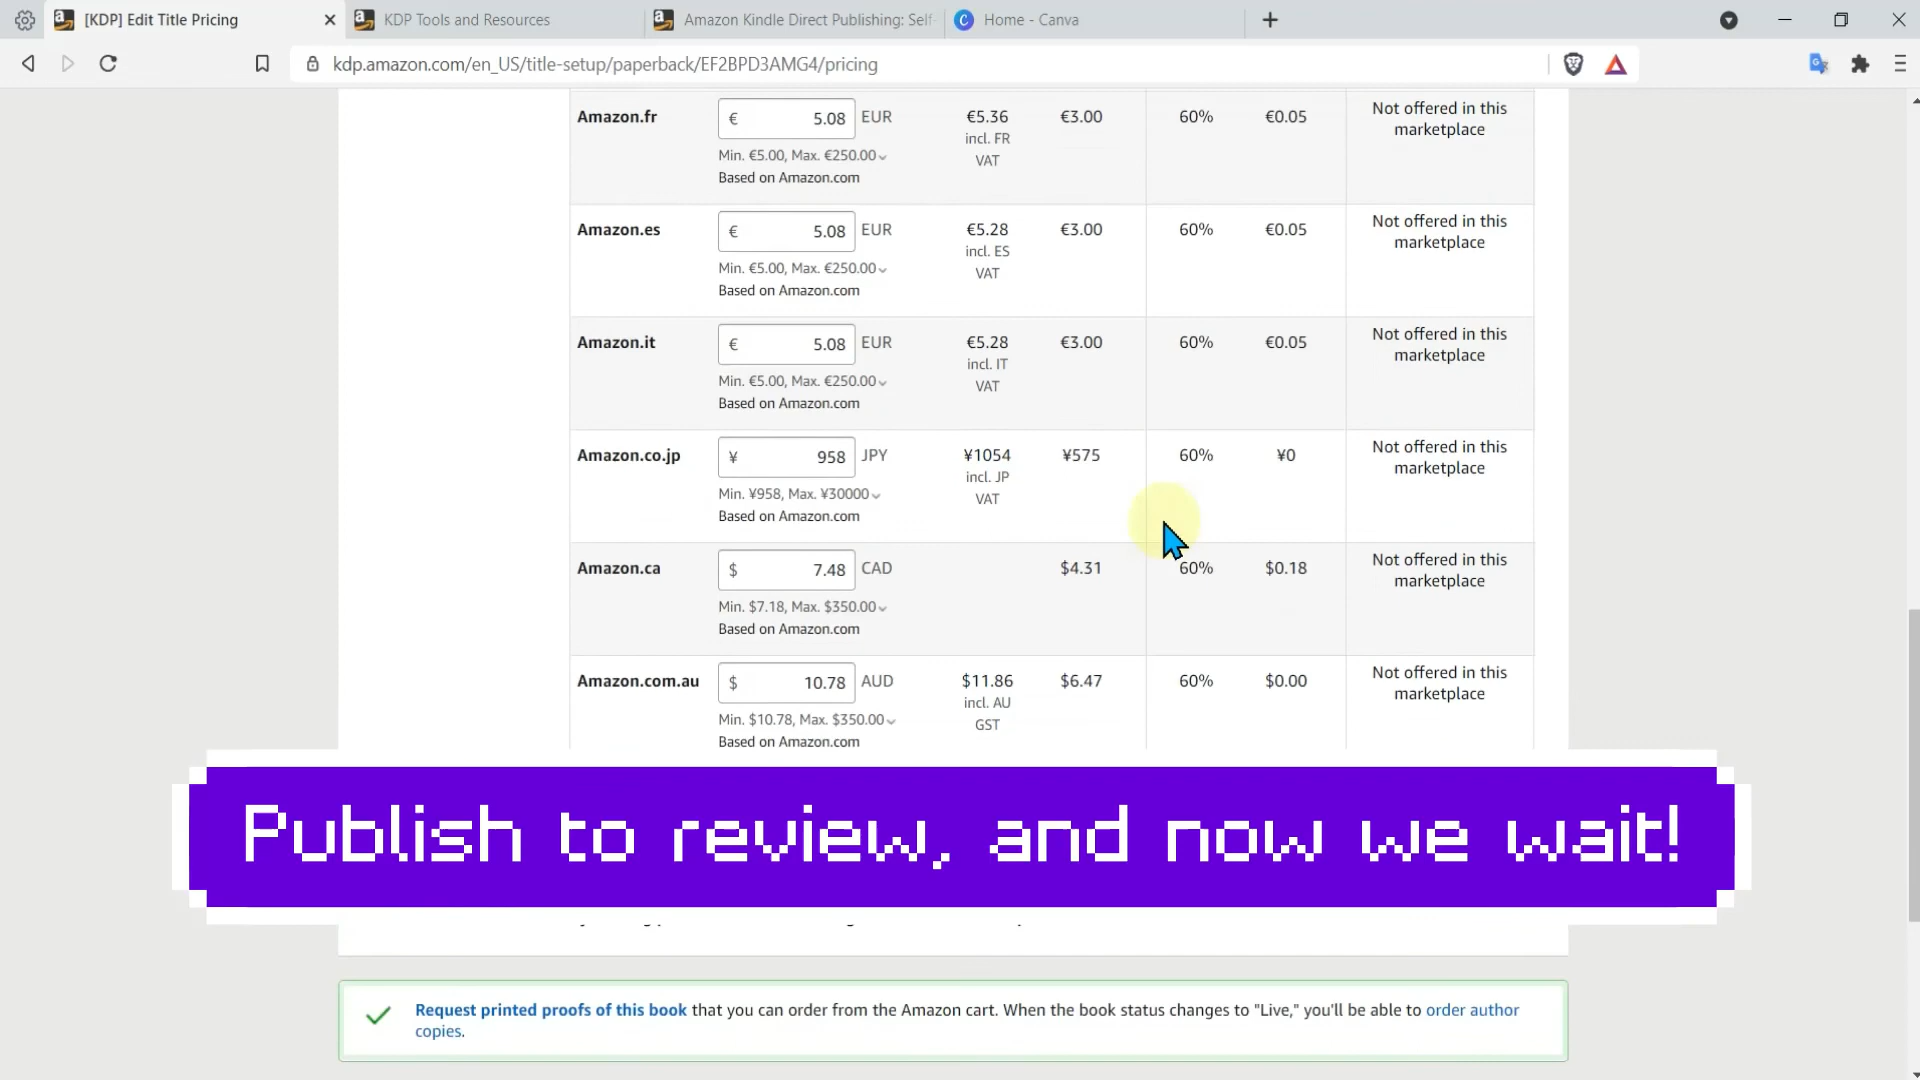 [KDP] Edit Title Pricing
KDP Tools and Resources
Amazon Kindle Direct Publishing: Self-
Home - Canva
kdp.amazon.com/en_US/title-setup/paperback/EF2BPD3AMG4/pricing
Amazon.fr € 5.08 EUR €5.36 €3.00 60% €0.05 Not offered in this
incl. FR marketplace
Min. €5.00, Max. €250.00 VAT
Based on Amazon.com
Amazon.es € 5.08 EUR €5.28 €3.00 60% €0.05 Not offered in this
incl. ES marketplace
Min. €5.00, Max. €250.00 VAT
Based on Amazon.com
Amazon.it € 5.08 EUR €5.28 €3.00 60% €0.05 Not offered in this
incl. IT marketplace
Min. €5.00, Max. €250.00 VAT
Based on Amazon.com
Amazon.co.jp ¥ 958 JPY ¥1054 ¥575 60% ¥0 Not offered in this
incl. JP marketplace
Min. ¥958, Max. ¥30000 VAT
Based on Amazon.com
Amazon.ca $ 7.48 CAD $4.31 60% $0.18 Not offered in this
marketplace
Min. $7.18, Max. $350.00
Based on Amazon.com
Amazon.com.au $ 10.78 AUD $11.86 $6.47 60% $0.00 Not offered in this
incl. AU marketplace
Min. $10.78, Max. $350.00 GST
Based on Amazon.com
Publish to review, and now we wait!
Request printed proofs of this book that you can order from the Amazon cart. When the book status changes to "Live," you'll be able to order author
copies.